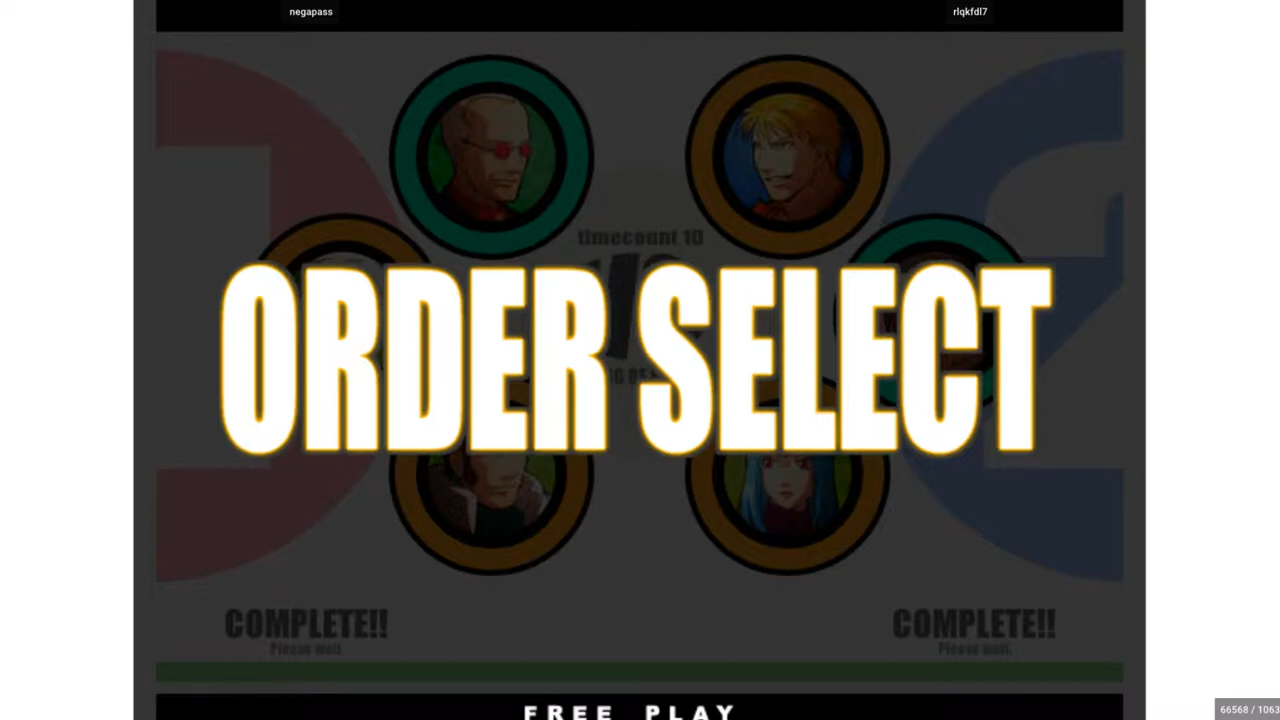 negapass
rlqkfdl7
timecount 10
ORDER SELECT
COMPLETE!!
Please wait.
COMPLETE!!
Please wait.
FREE PLAY
66568 / 1063